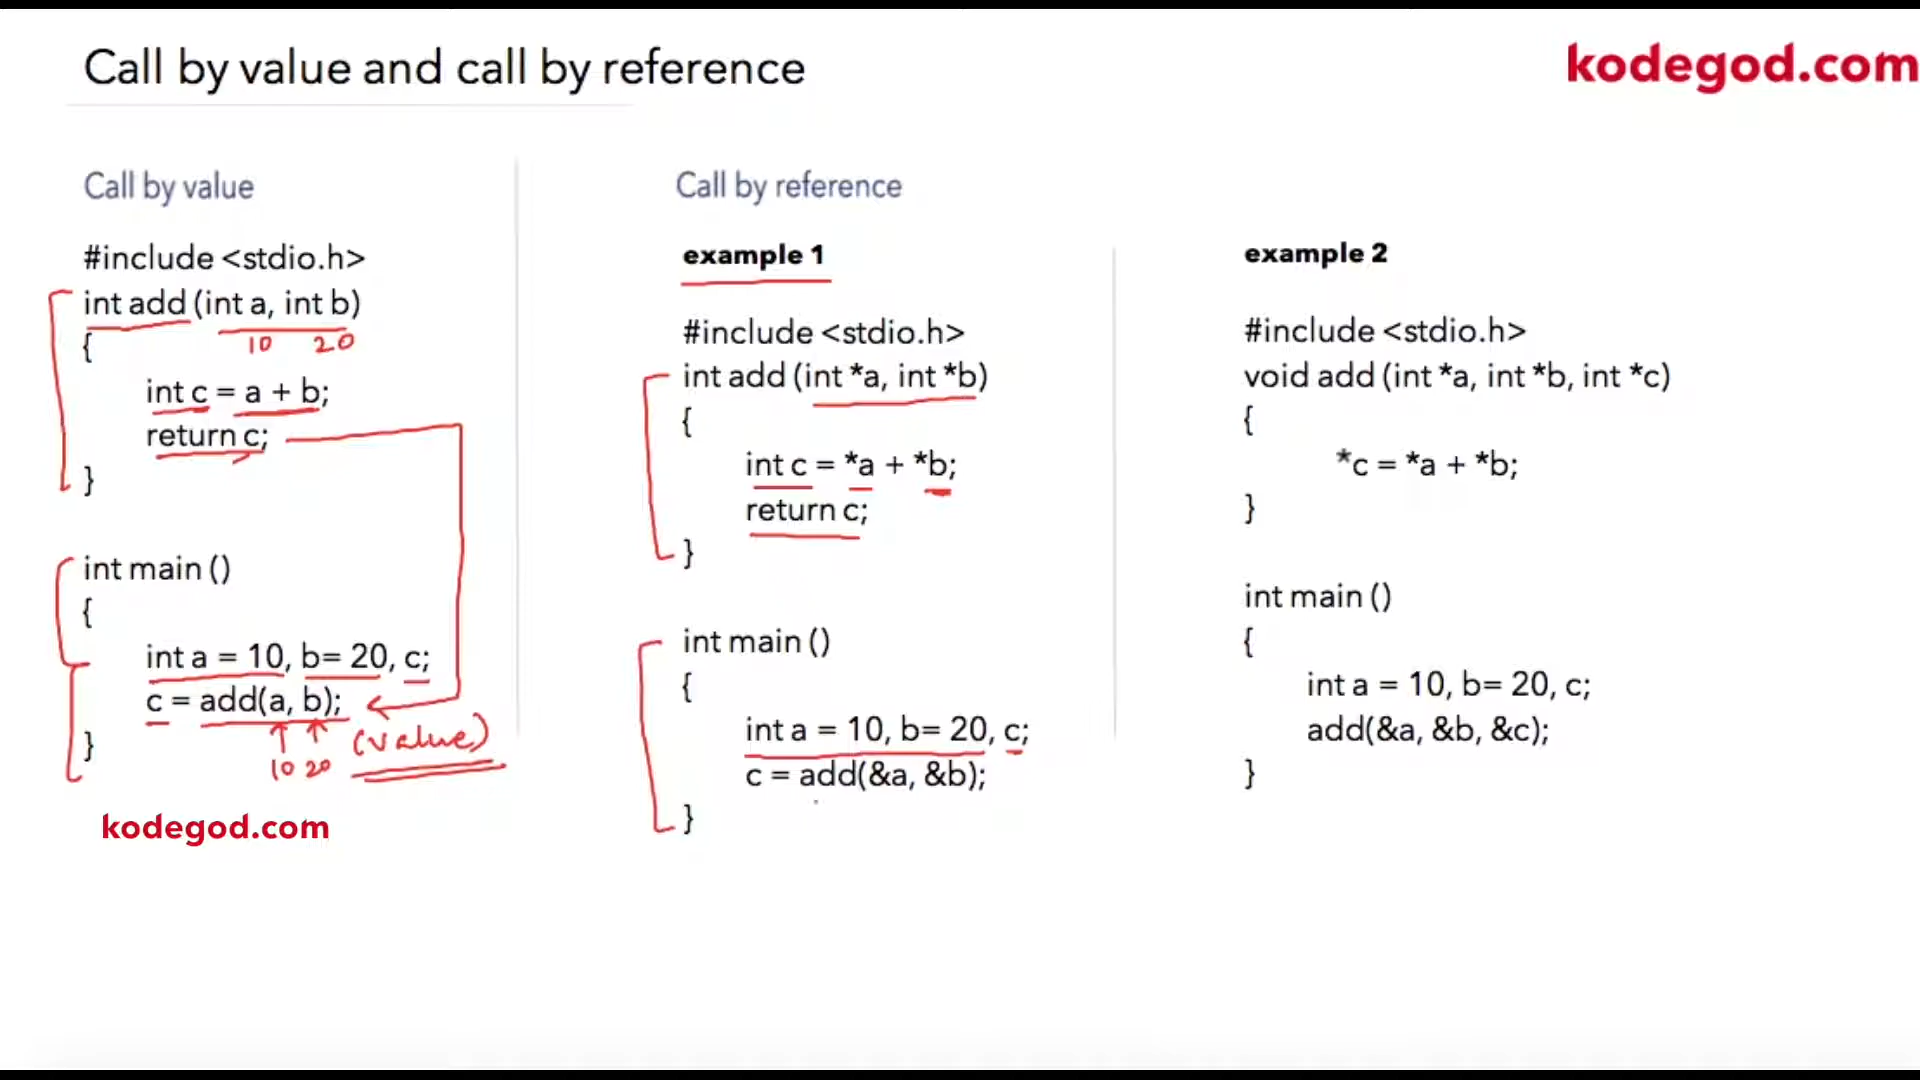 Call by value and call by reference
kodegod.com
Call by value
#include <stdio.h>
int add (int a, int b)
{
10 20
int c = a + b;
return c;
}
int main ()
{
int a = 10, b= 20, c;
c = add(a, b);
(value)
}
10 20
kodegod.com
Call by reference
example 1
#include <stdio.h>
int add (int *a, int *b)
{
int c = *a + *b;
return c;
}
int main ()
{
int a = 10, b= 20, c;
c = add(&a, &b);
}
example 2
#include <stdio.h>
void add (int *a, int *b, int *c)
{
*c = *a + *b;
}
int main ()
{
int a = 10, b= 20, c;
add(&a, &b, &c);
}